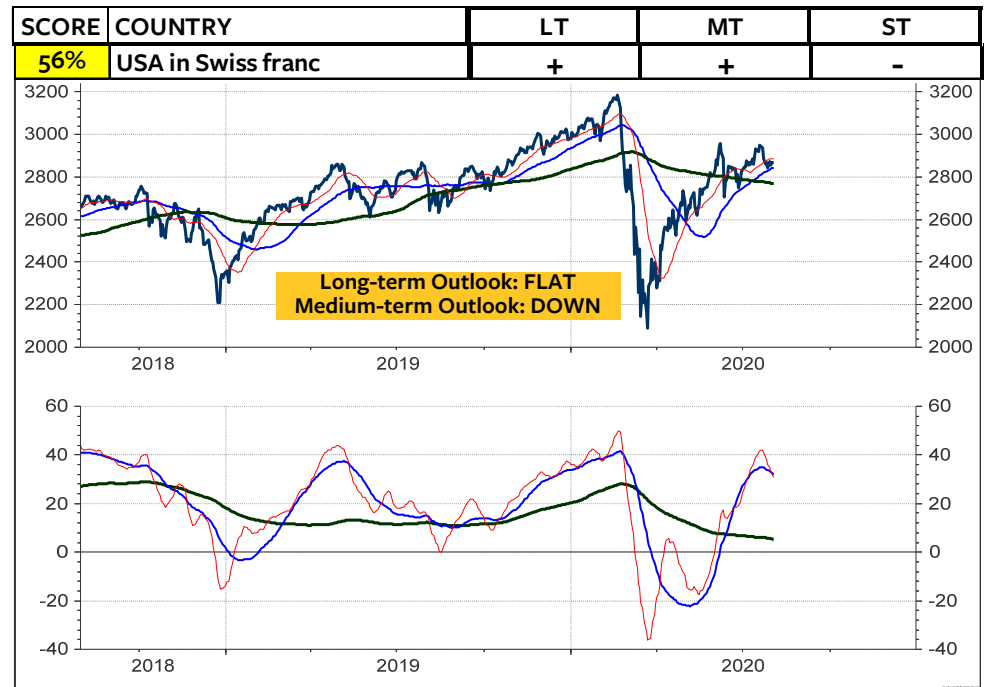 SCORE COUNTRY LT MT ST
56% USA in Swiss franc + + -
3200 3200
3000 3000
2800 2800
2600 2600
2400 2400
Long-term Outlook: FLAT
2200 2200
Medium-term Outlook: DOWN
2000 2000
2018 2019 2020
60 60
40 40
20 20
0 0
-20 -20
-40 -40
2018 2019 2020